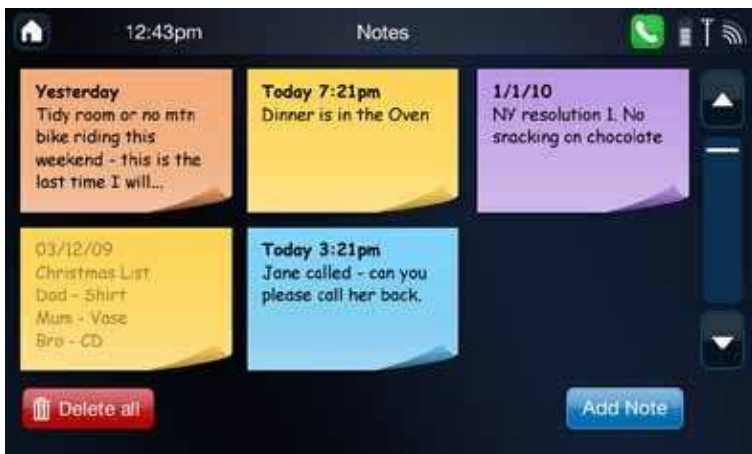 12:43pm
Notes
Yesterday
Tidy room or no mtn
bike riding this
weekend - this is the
last time I will...
Today 7:21pm
Dinner is in the Oven
1/1/10
NY resolution 1. No
snacking on chocolate
03/12/09
Christmas List
Dad - Shirt
Mum - Vase
Bro - CD
Today 3:21pm
Jane called - can you
please call her back.
Delete all
Add Note